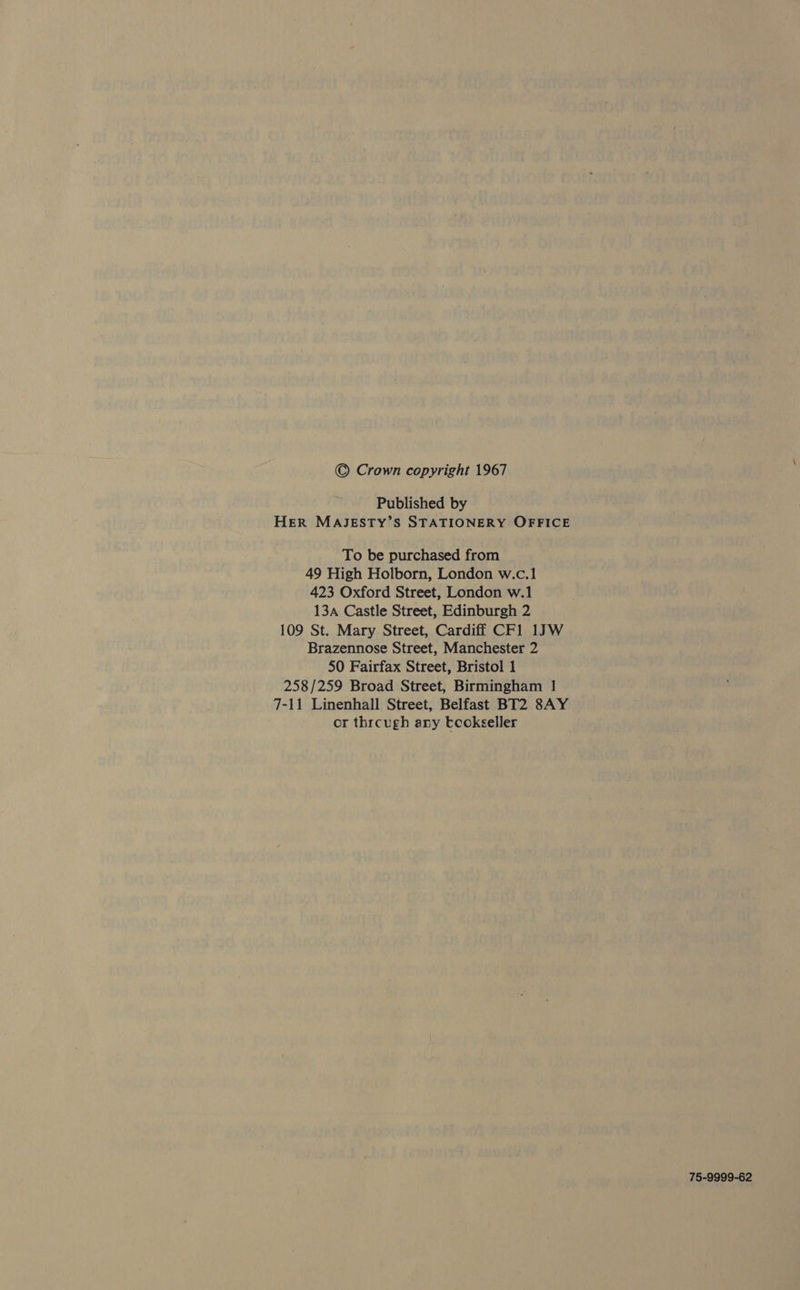 © Crown copyright 1967
Published by
HER MAJESTY'S STATIONERY OFFICE
To be purchased from
49 High Holborn, London W.C.1
423 Oxford Street, London W.1
13A Castle Street, Edinburgh 2
109 St. Mary Street, Cardiff CF1 1JW
Brazennose Street, Manchester 2
50 Fairfax Street, Bristol 1
258/259 Broad Street, Birmingham 1
7-11 Linenhall Street, Belfast BT2 8AY
or through any bookseller
75-9999-62